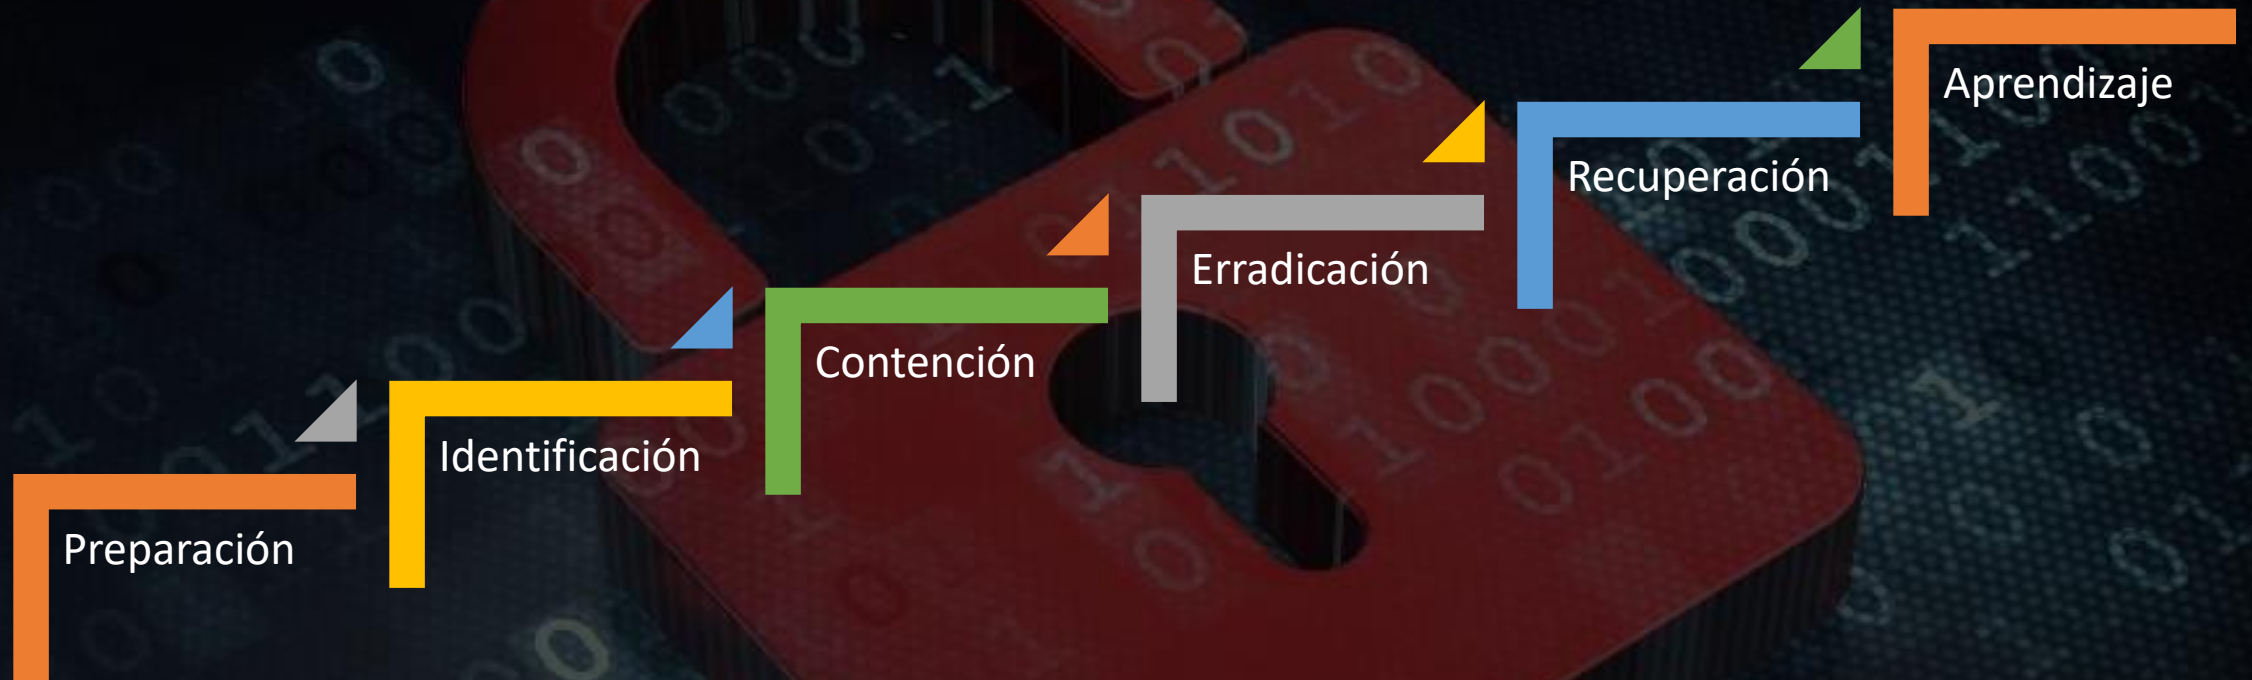 Preparación
Identificación
Contención
Erradicación
Recuperación
Aprendizaje